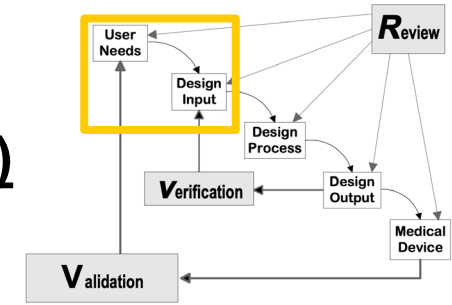 Review
User
Needs
Design
Input
Design
Process
)
Verification
Design
Output
Medical
Device
Validation